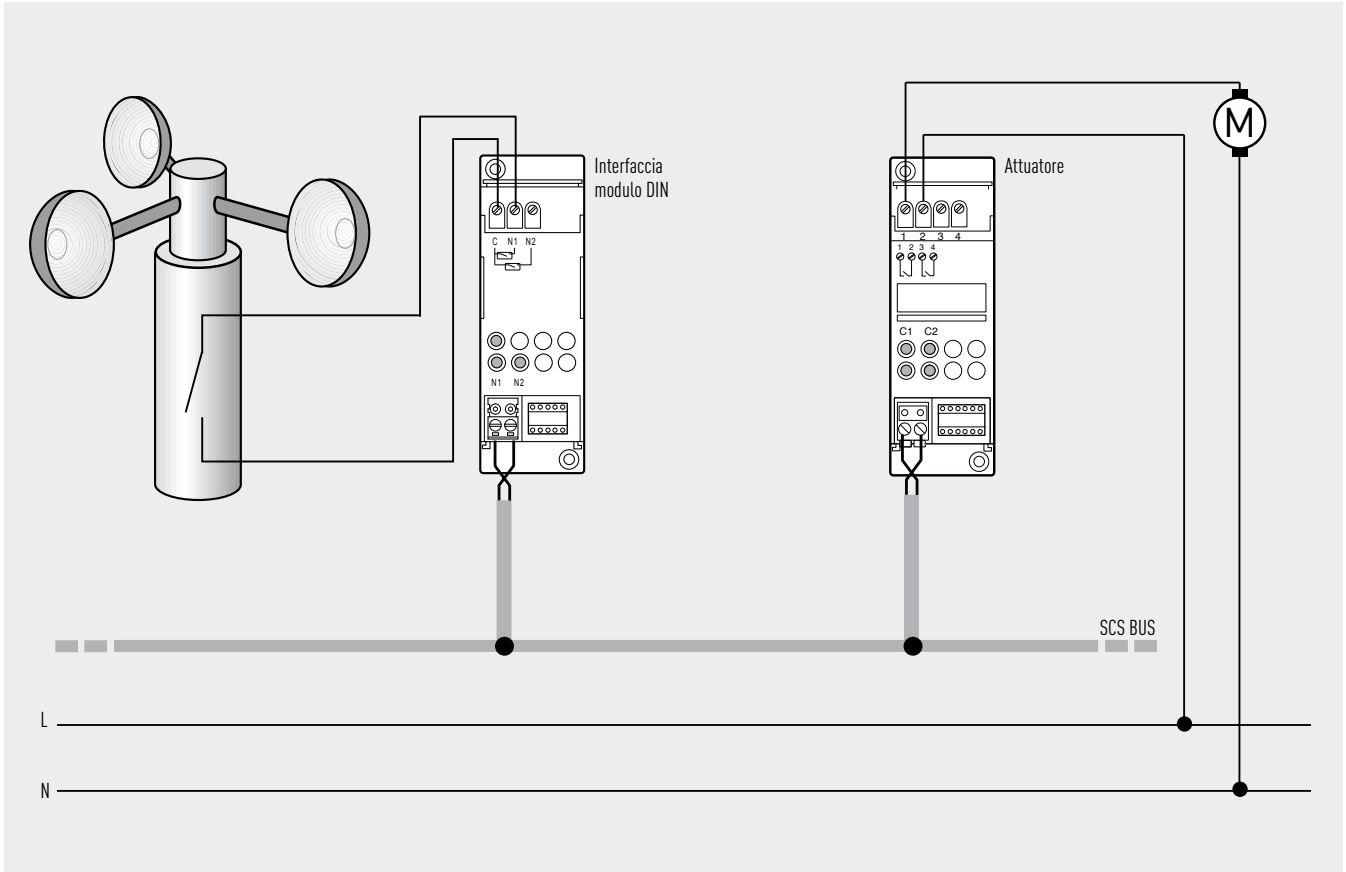 M
Interfaccia
modulo DIN
Attuatore
C N1 N2
1 2 3 4
1 2 3 4
C1 C2
N1 N2
SCS BUS
L
N